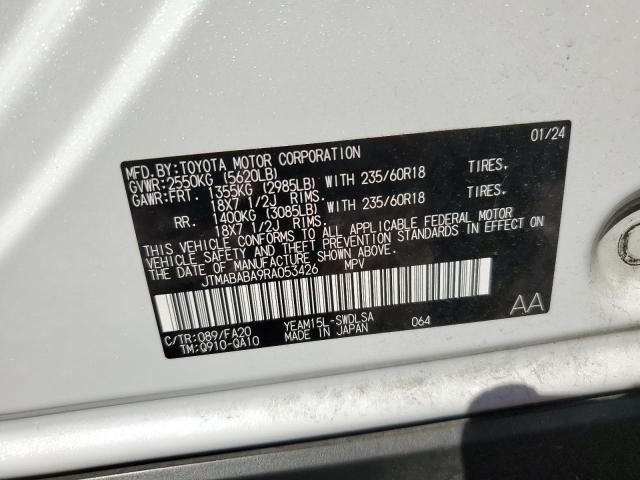 MFD.BY:TOYOTA MOTOR CORPORATION 01/24
GVWR:2550KG (5620LB)
GAWR:FRT. 1355KG (2985LB) WITH 235/60R18 TIRES.
18X7 1/2J RIMS.
RR. 1400KG (3085LB) WITH 235/60R18 TIRES.
18X7 1/2J RIMS.
THIS VEHICLE CONFORMS TO ALL APPLICABLE FEDERAL MOTOR
VEHICLE SAFETY AND THEFT PREVENTION STANDARDS IN EFFECT ON
THE DATE OF MANUFACTURE SHOWN ABOVE.
JTMABABA9RA053426 MPV
C/TR:089/FA20 YEAM15L-SWDLSA 064 AA
TM:Q910-QA10 MADE IN JAPAN